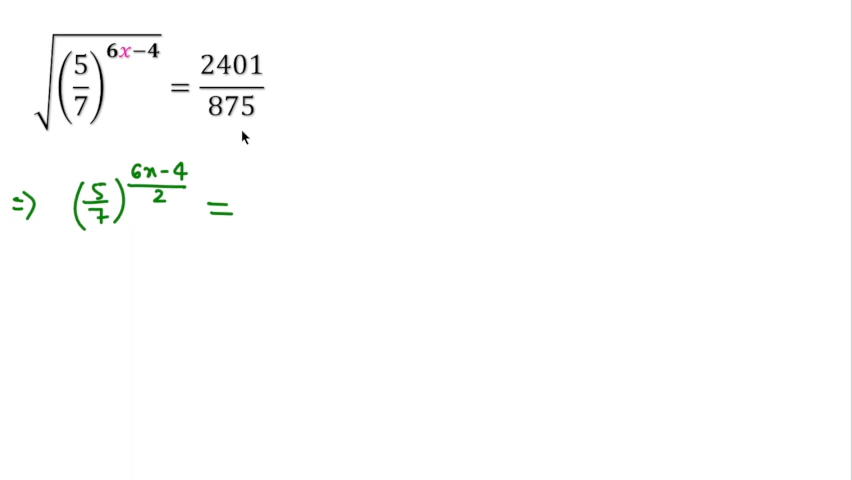 √(5/7)^(6x−4) = 2401/875
⇒ (5/7)^((6x−4)/2) =